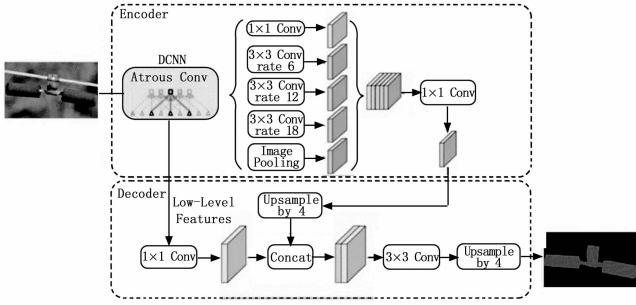 Encoder
DCNN
Atrous Conv
1×1 Conv
3×3 Conv
rate 6
3×3 Conv
rate 12
3×3 Conv
rate 18
Image
Pooling
1×1 Conv
Decoder
Low-Level
Features
Upsample
by 4
1×1 Conv
Concat
3×3 Conv
Upsample
by 4